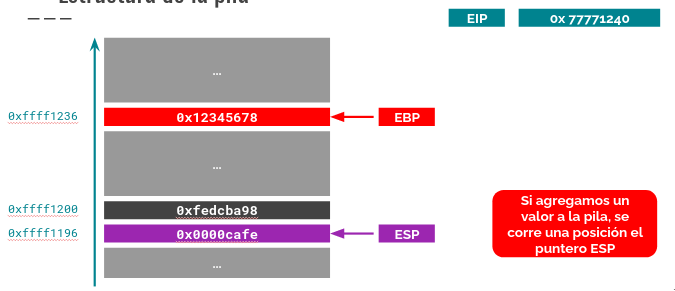 Estructura de la pila
EIP 0x 77771240
...
0xffff1236 0x12345678 EBP
...
0xffff1200 0xfedcba98
0xffff1196 0x0000cafe ESP
...
Si agregamos un
valor a la pila, se
corre una posición el
puntero ESP